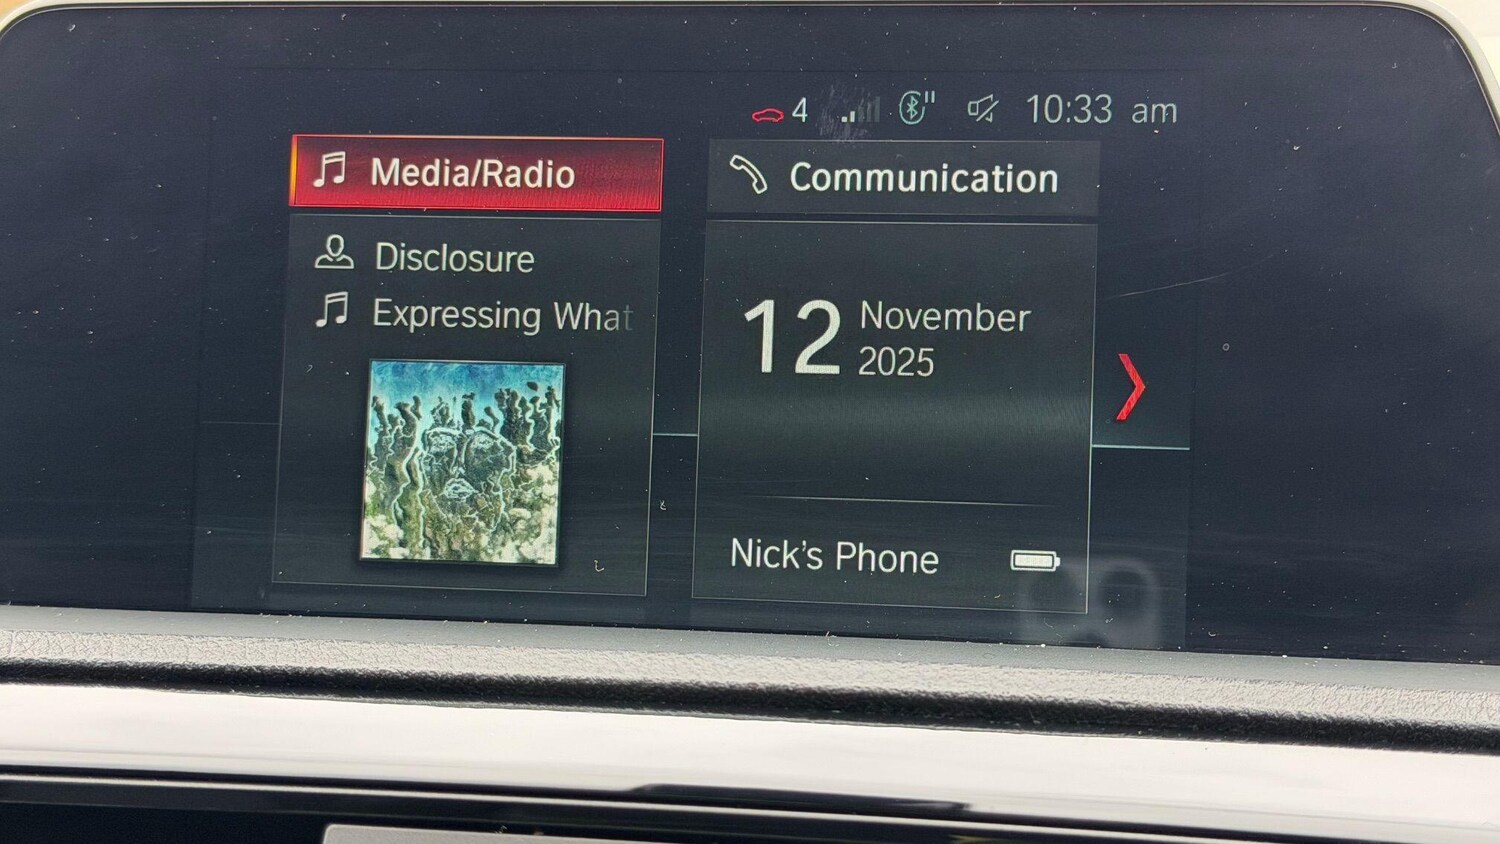 4 10:33 am
Media/Radio
Disclosure
Expressing What
Communication
12 November
2025
Nick's Phone